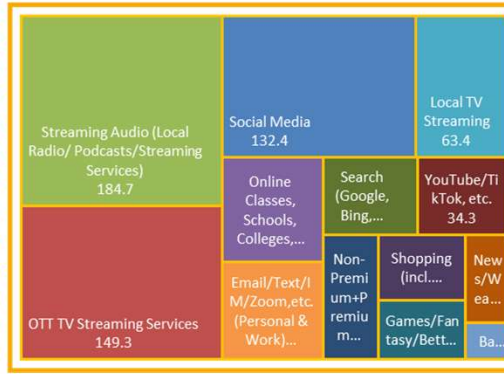 Streaming Audio (Local
Radio/ Podcasts/Streaming
Services)
184.7
OTT TV Streaming Services
149.3
Social Media
132.4
Local TV
Streaming
63.4
Online
Classes,
Schools,
Colleges,...
Search
(Google,
Bing,...
YouTube/Ti
kTok, etc.
34.3
Email/Text/I
M/Zoom,etc.
(Personal &
Work)...
Non-
Premi
um+P
remiu
m...
Shopping
(incl....
Games/Fan
tasy/Bett...
New
s/W
ea...
Ba...